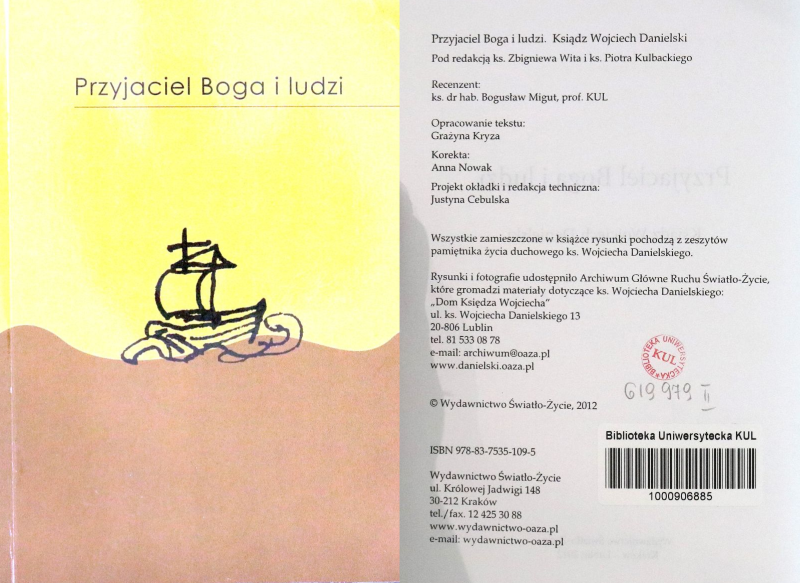 Przyjaciel Boga i ludzi
Przyjaciel Boga i ludzi. Ksiądz Wojciech Danielski
Pod redakcją ks. Zbigniewa Wita i ks. Piotra Kulbackiego
Recenzent:
ks. dr hab. Bogusław Migut, prof. KUL
Opracowanie tekstu:
Grażyna Kryza
Korekta:
Anna Nowak
Projekt okładki i redakcja techniczna:
Justyna Cebulska
Wszystkie zamieszczone w książce rysunki pochodzą z zeszytów
pamiętnika życia duchowego ks. Wojciecha Danielskiego.
Rysunki i fotografie udostępniło Archiwum Główne Ruchu Światło-Życie,
które gromadzi materiały dotyczące ks. Wojciecha Danielskiego:
„Dom Księdza Wojciecha”
ul. ks. Wojciecha Danielskiego 13
20-806 Lublin
tel. 81 533 08 78
e-mail: archiwum@oaza.pl
www.danielski.oaza.pl
BIBLIOTEKA UNIWERSYTECKA
KUL
619 979 II
© Wydawnictwo Światło-Życie, 2012
Biblioteka Uniwersytecka KUL
1000906885
ISBN 978-83-7535-109-5
Wydawnictwo Światło-Życie
ul. Królowej Jadwigi 148
30-212 Kraków
tel./fax. 12 425 30 88
www.wydawnictwo-oaza.pl
e-mail: wydawnictwo-oaza.pl